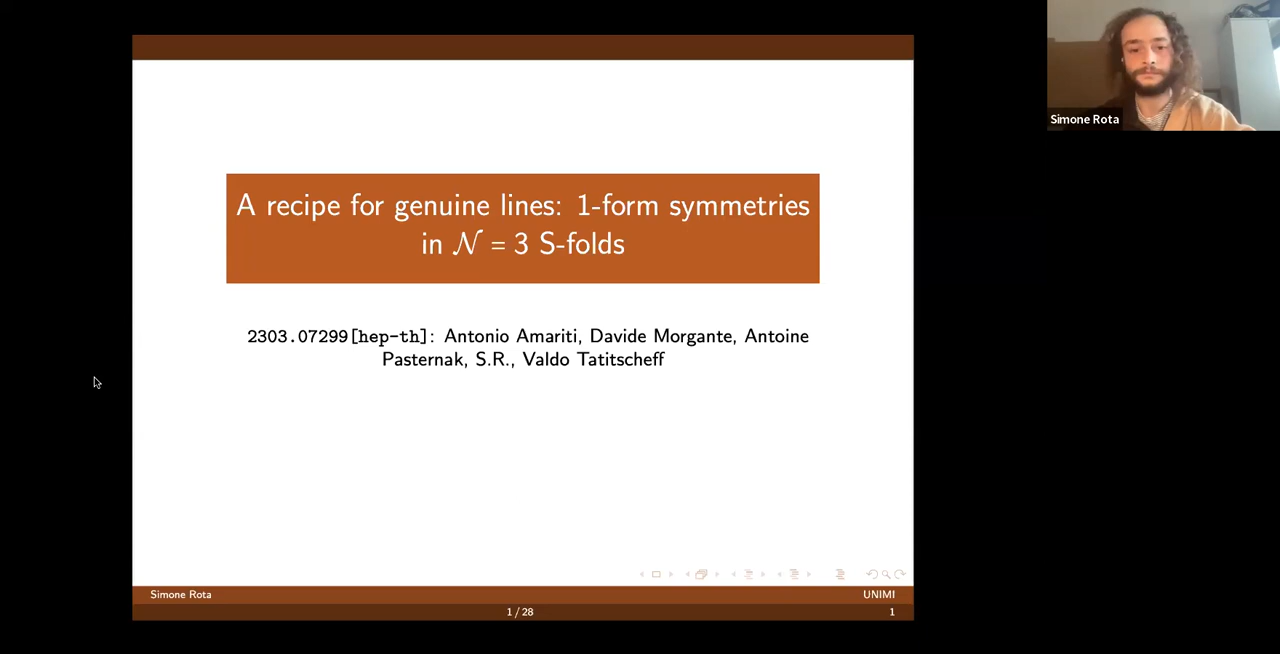 A recipe for genuine lines: 1-form symmetries
in 𝒩 = 3 S-folds
2303.07299[hep-th]: Antonio Amariti, Davide Morgante, Antoine
Pasternak, S.R., Valdo Tatitscheff
Simone Rota
Simone Rota
UNIMI
1 / 28
1